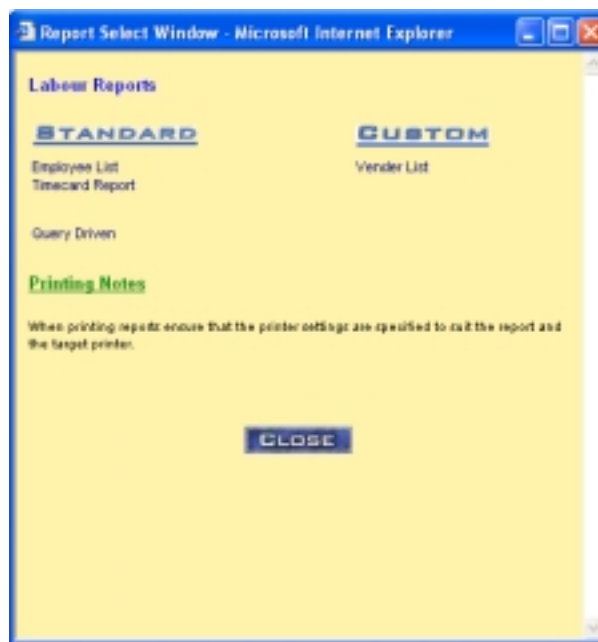 Report Select Window - Microsoft Internet Explorer
Labour Reports
STANDARD CUSTOM
Employee List Vender List
Timecard Report
Query Driven
Printing Notes
When printing reports ensure that the printer settings are specified to suit the report and
the target printer.
CLOSE